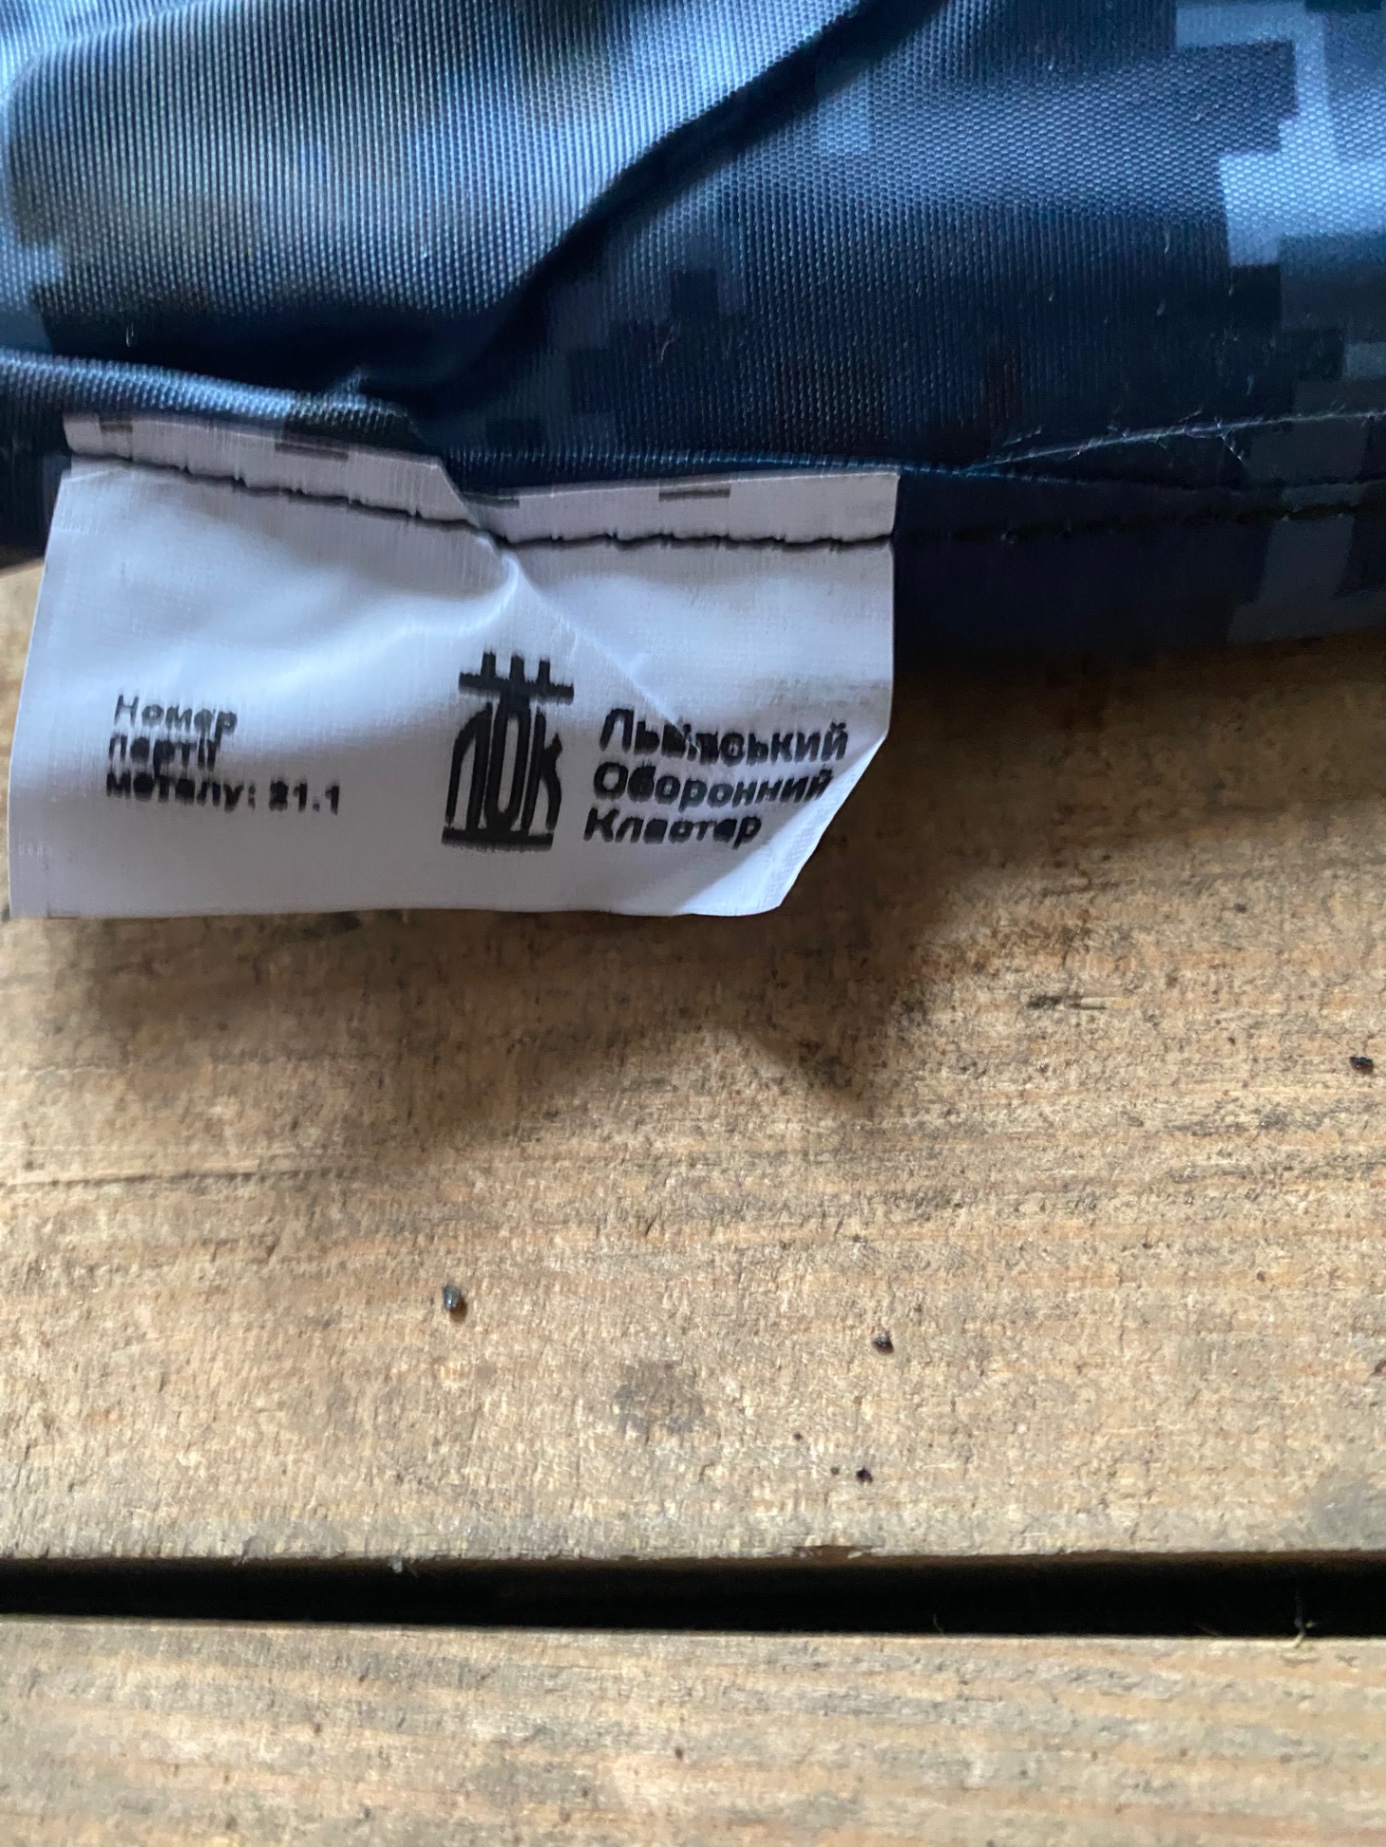 Номер
партії
металу: 21.1
ЛОК
Львівський
Оборонний
Кластер